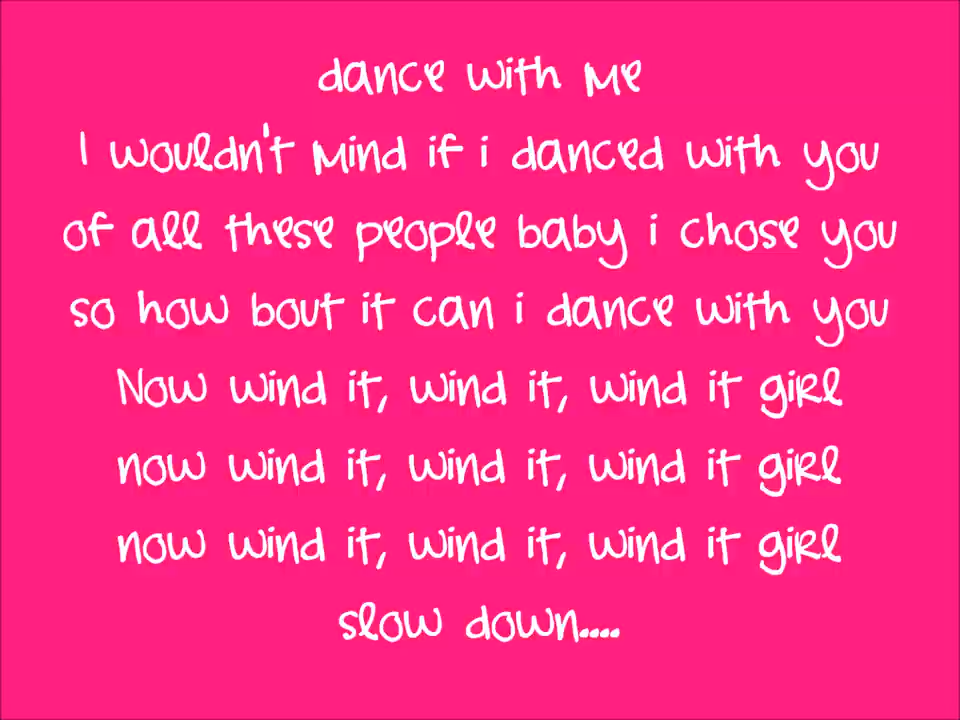 dance with me
I wouldn't mind if i danced with you
of all these people baby i chose you
so how bout it can i dance with you
Now wind it, wind it, wind it girl
now wind it, wind it, wind it girl
now wind it, wind it, wind it girl
slow down....